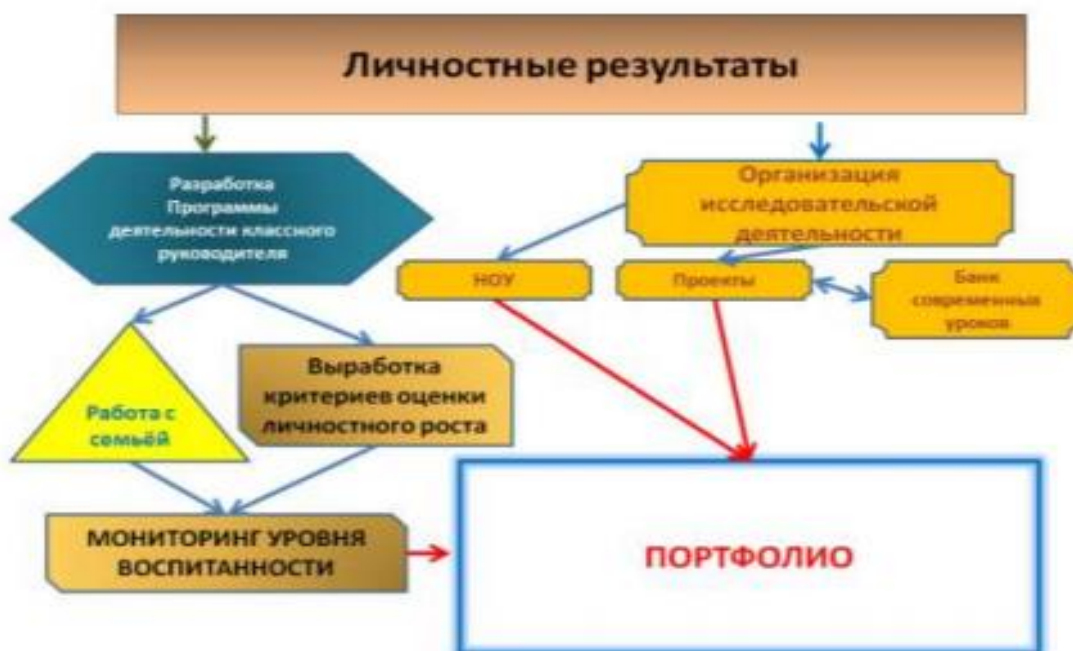 Личностные результаты
Разработка
Программы
деятельности классного
руководителя
Организация
исследовательской
деятельности
НОУ
Проекты
Банк
современных
уроков
Работа с
семьёй
Выработка
критериев оценки
личностного роста
МОНИТОРИНГ УРОВНЯ
ВОСПИТАННОСТИ
ПОРТФОЛИО